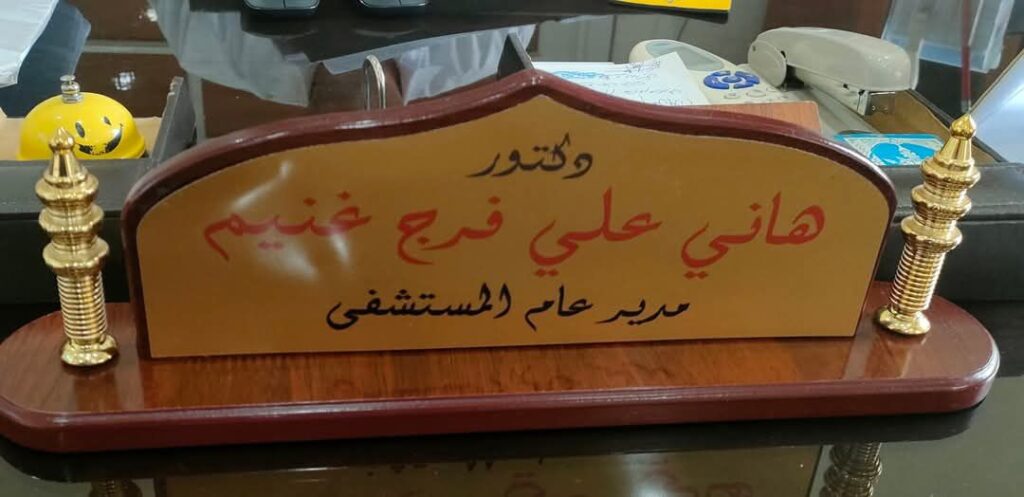 دكتور
هاني علي فرج غنيم
مدير عام المستشفى